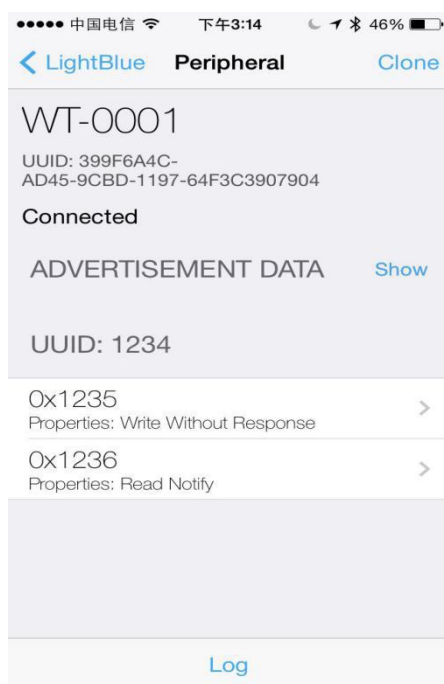 中国电信 下午3:14 46%
LightBlue Peripheral Clone
WT-0001
UUID: 399F6A4C-
AD45-9CBD-1197-64F3C3907904
Connected
ADVERTISEMENT DATA Show
UUID: 1234
0x1235
Properties: Write Without Response
0x1236
Properties: Read Notify
Log